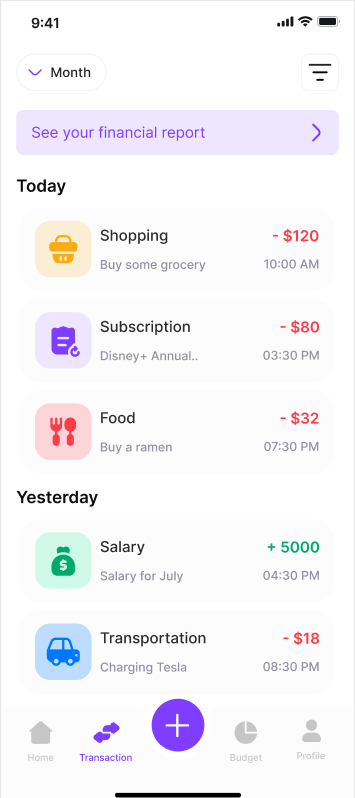 9:41
Month
See your financial report
Today
Shopping
- $120
Buy some grocery
10:00 AM
Subscription
- $80
Disney+ Annual..
03:30 PM
Food
- $32
Buy a ramen
07:30 PM
Yesterday
$
Salary
+ 5000
Salary for July
04:30 PM
Transportation
- $18
Charging Tesla
08:30 PM
Home
Transaction
Budget
Profile